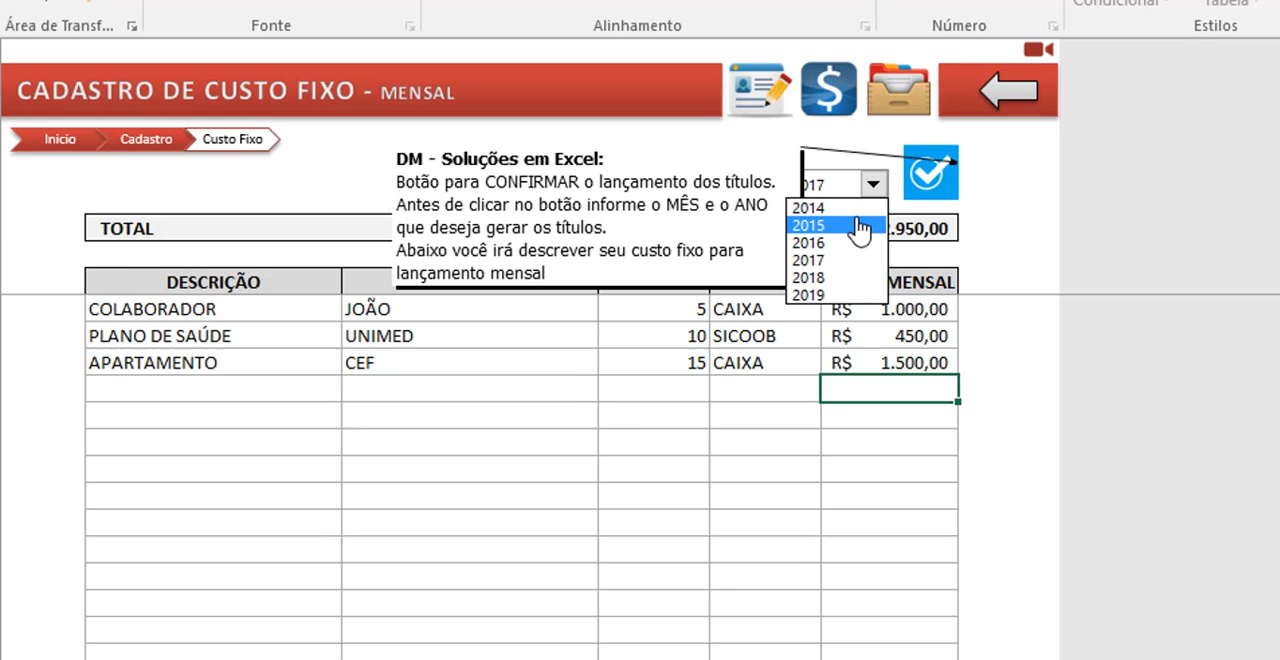 Condicional Tabela
Área de Transf... Fonte Alinhamento Número Estilos
CADASTRO DE CUSTO FIXO - MENSAL
Inicio Cadastro Custo Fixo
DM - Soluções em Excel:
Botão para CONFIRMAR o lançamento dos títulos.
Antes de clicar no botão informe o MÊS e o ANO
que deseja gerar os títulos.
Abaixo você irá descrever seu custo fixo para
lançamento mensal
017
2014
2015
2016
2017
2018
2019
TOTAL .950,00
DESCRIÇÃO MENSAL
COLABORADOR JOÃO 5 CAIXA R$ 1.000,00
PLANO DE SAÚDE UNIMED 10 SICOOB R$ 450,00
APARTAMENTO CEF 15 CAIXA R$ 1.500,00